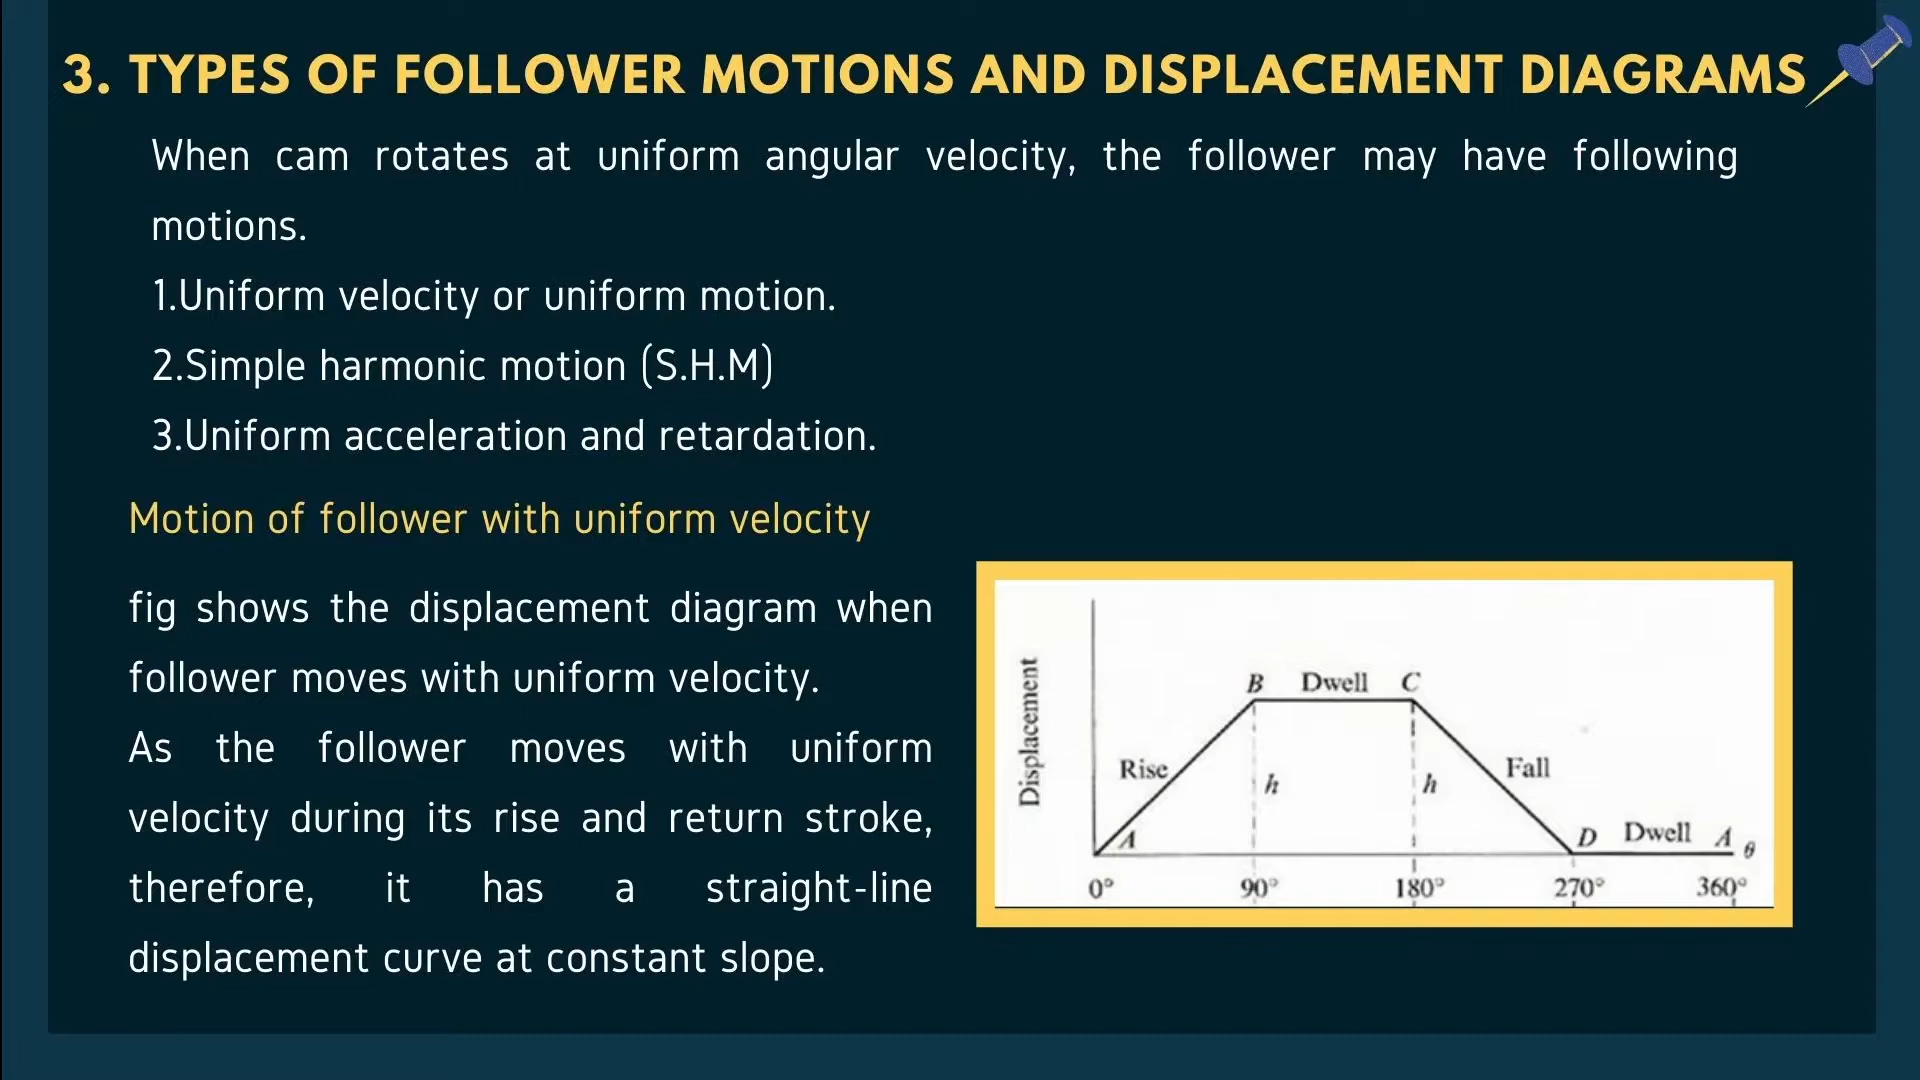 3. TYPES OF FOLLOWER MOTIONS AND DISPLACEMENT DIAGRAMS
When cam rotates at uniform angular velocity, the follower may have following
motions.
1.Uniform velocity or uniform motion.
2.Simple harmonic motion (S.H.M)
3.Uniform acceleration and retardation.
Motion of follower with uniform velocity
fig shows the displacement diagram when
follower moves with uniform velocity.
As the follower moves with uniform
velocity during its rise and return stroke,
therefore, it has a straight-line
displacement curve at constant slope.
Displacement
B Dwell C
Rise h h Fall
A D Dwell A θ
0° 90° 180° 270° 360°